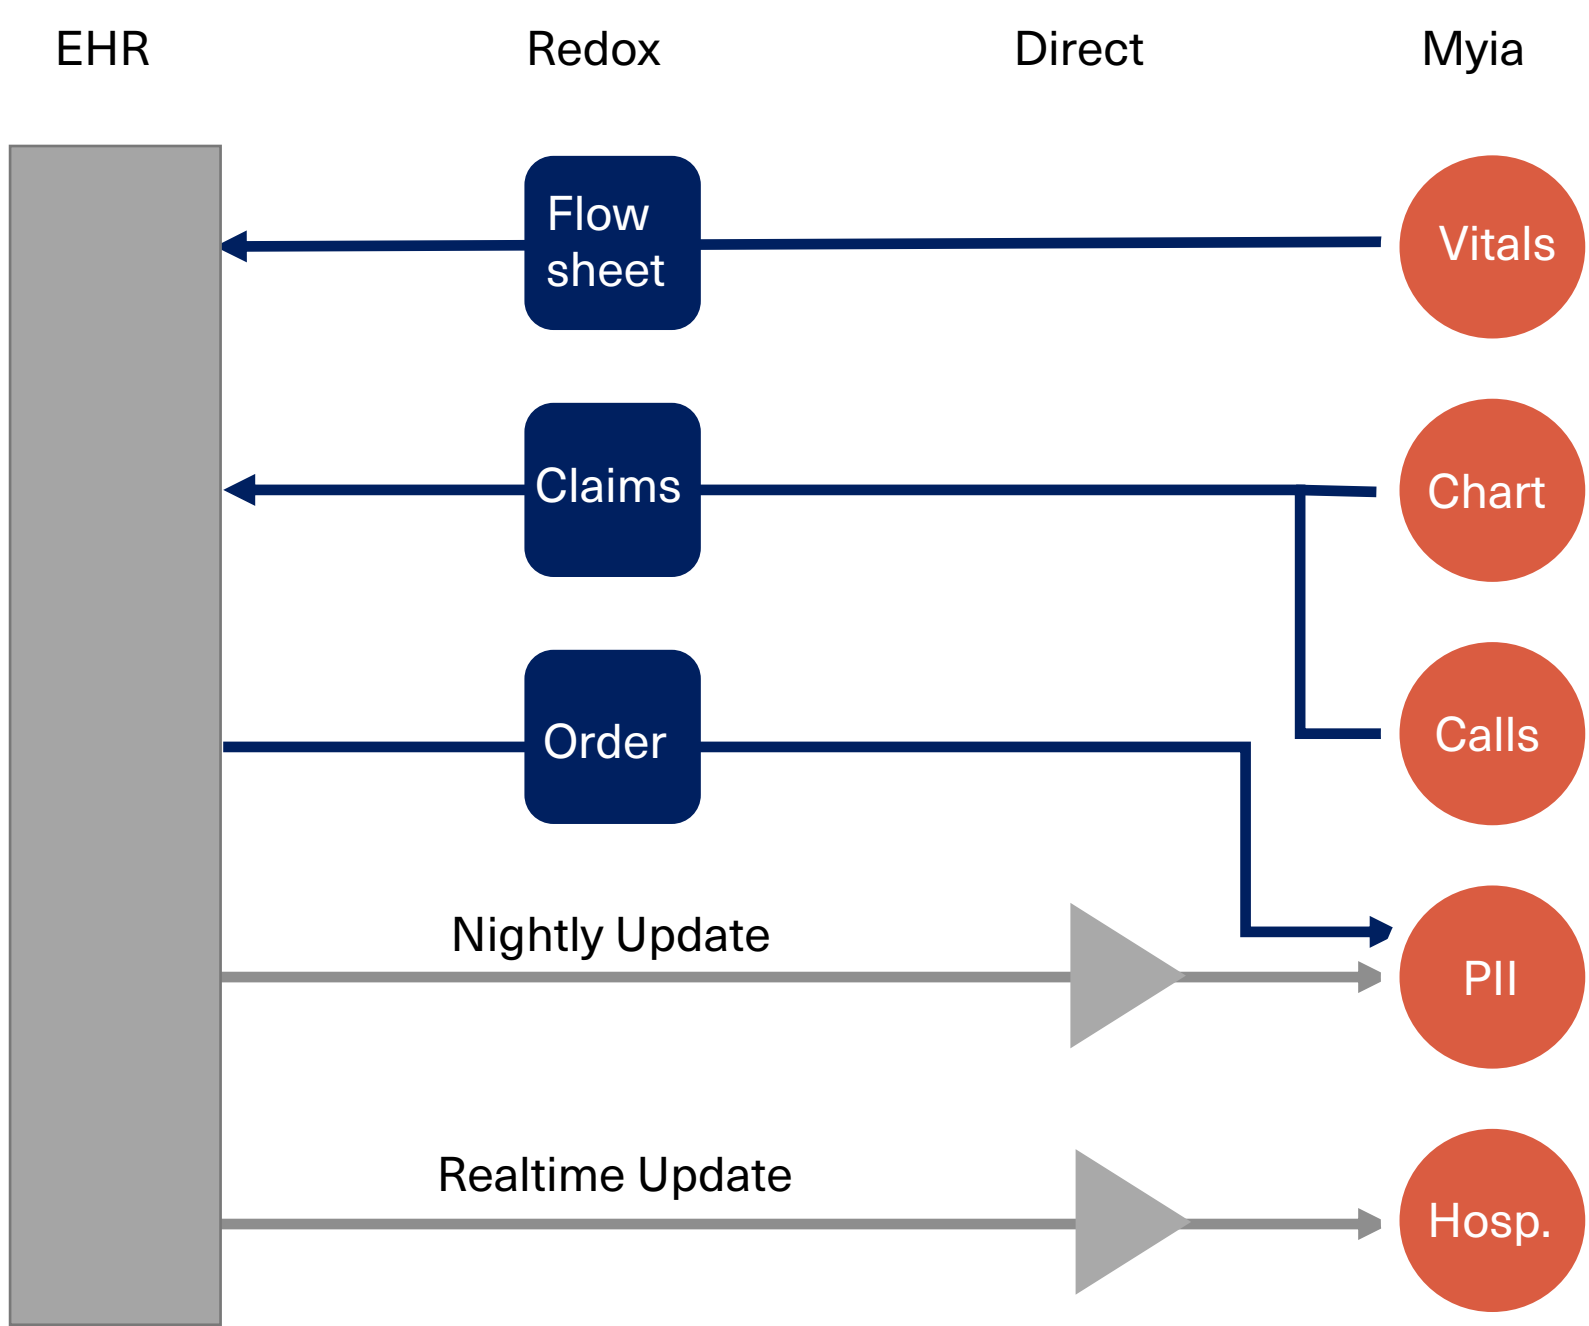 EHR Redox Direct Myia
Flow
sheet
Vitals
Claims
Chart
Order
Calls
Nightly Update
PII
Realtime Update
Hosp.